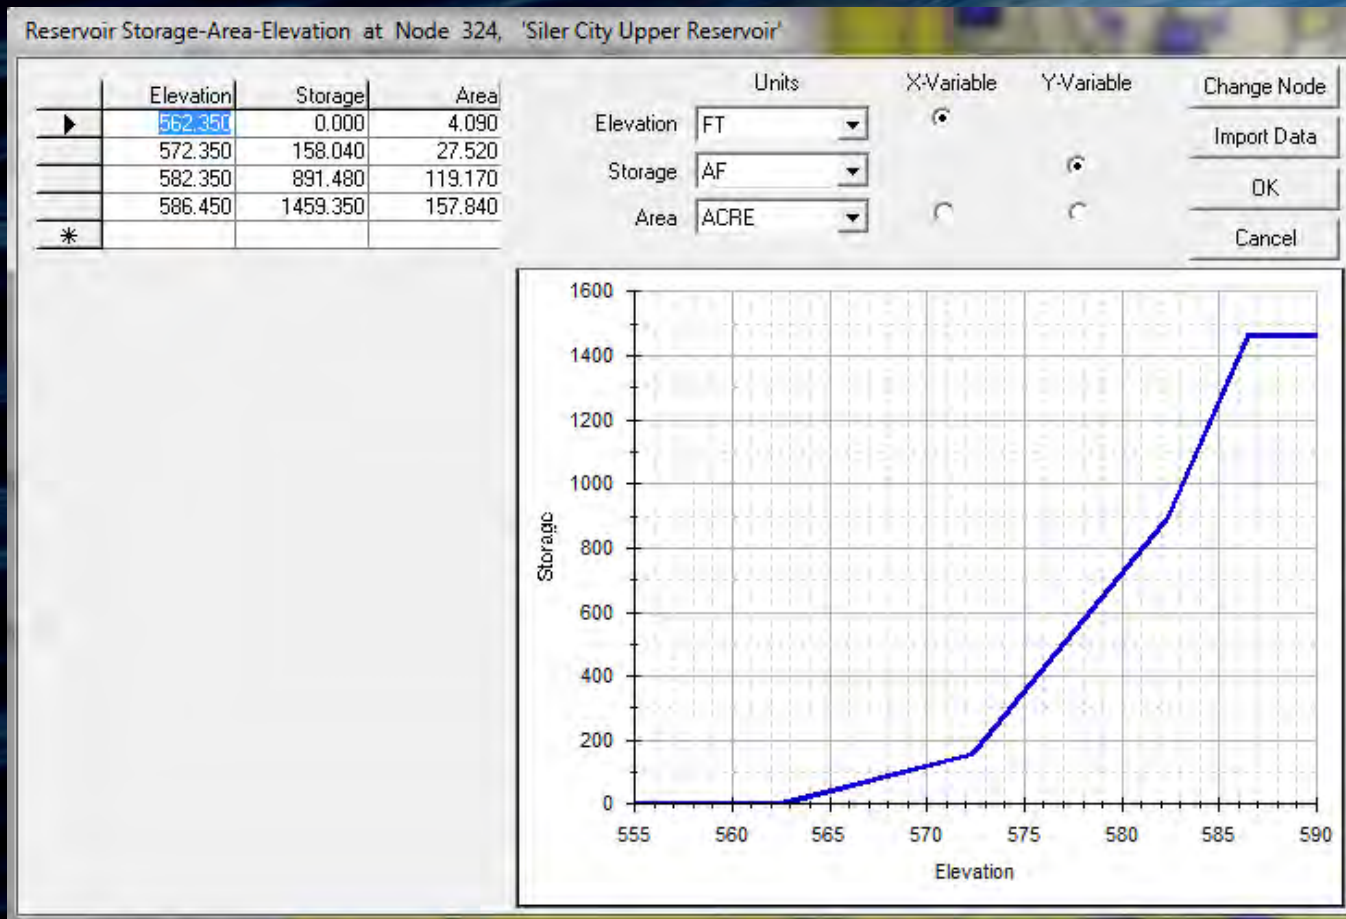 Reservoir Storage-Area-Elevation at Node 324, 'Siler City Upper Reservoir'
Elevation Storage Area
562.350 0.000 4.090
572.350 158.040 27.520
582.350 891.480 119.170
586.450 1459.350 157.840
*
Units X-Variable Y-Variable
Elevation FT
Storage AF
Area ACRE
Change Node
Import Data
OK
Cancel
1600
1400
1200
1000
800
600
400
200
0
Storage
555 560 565 570 575 580 585 590
Elevation